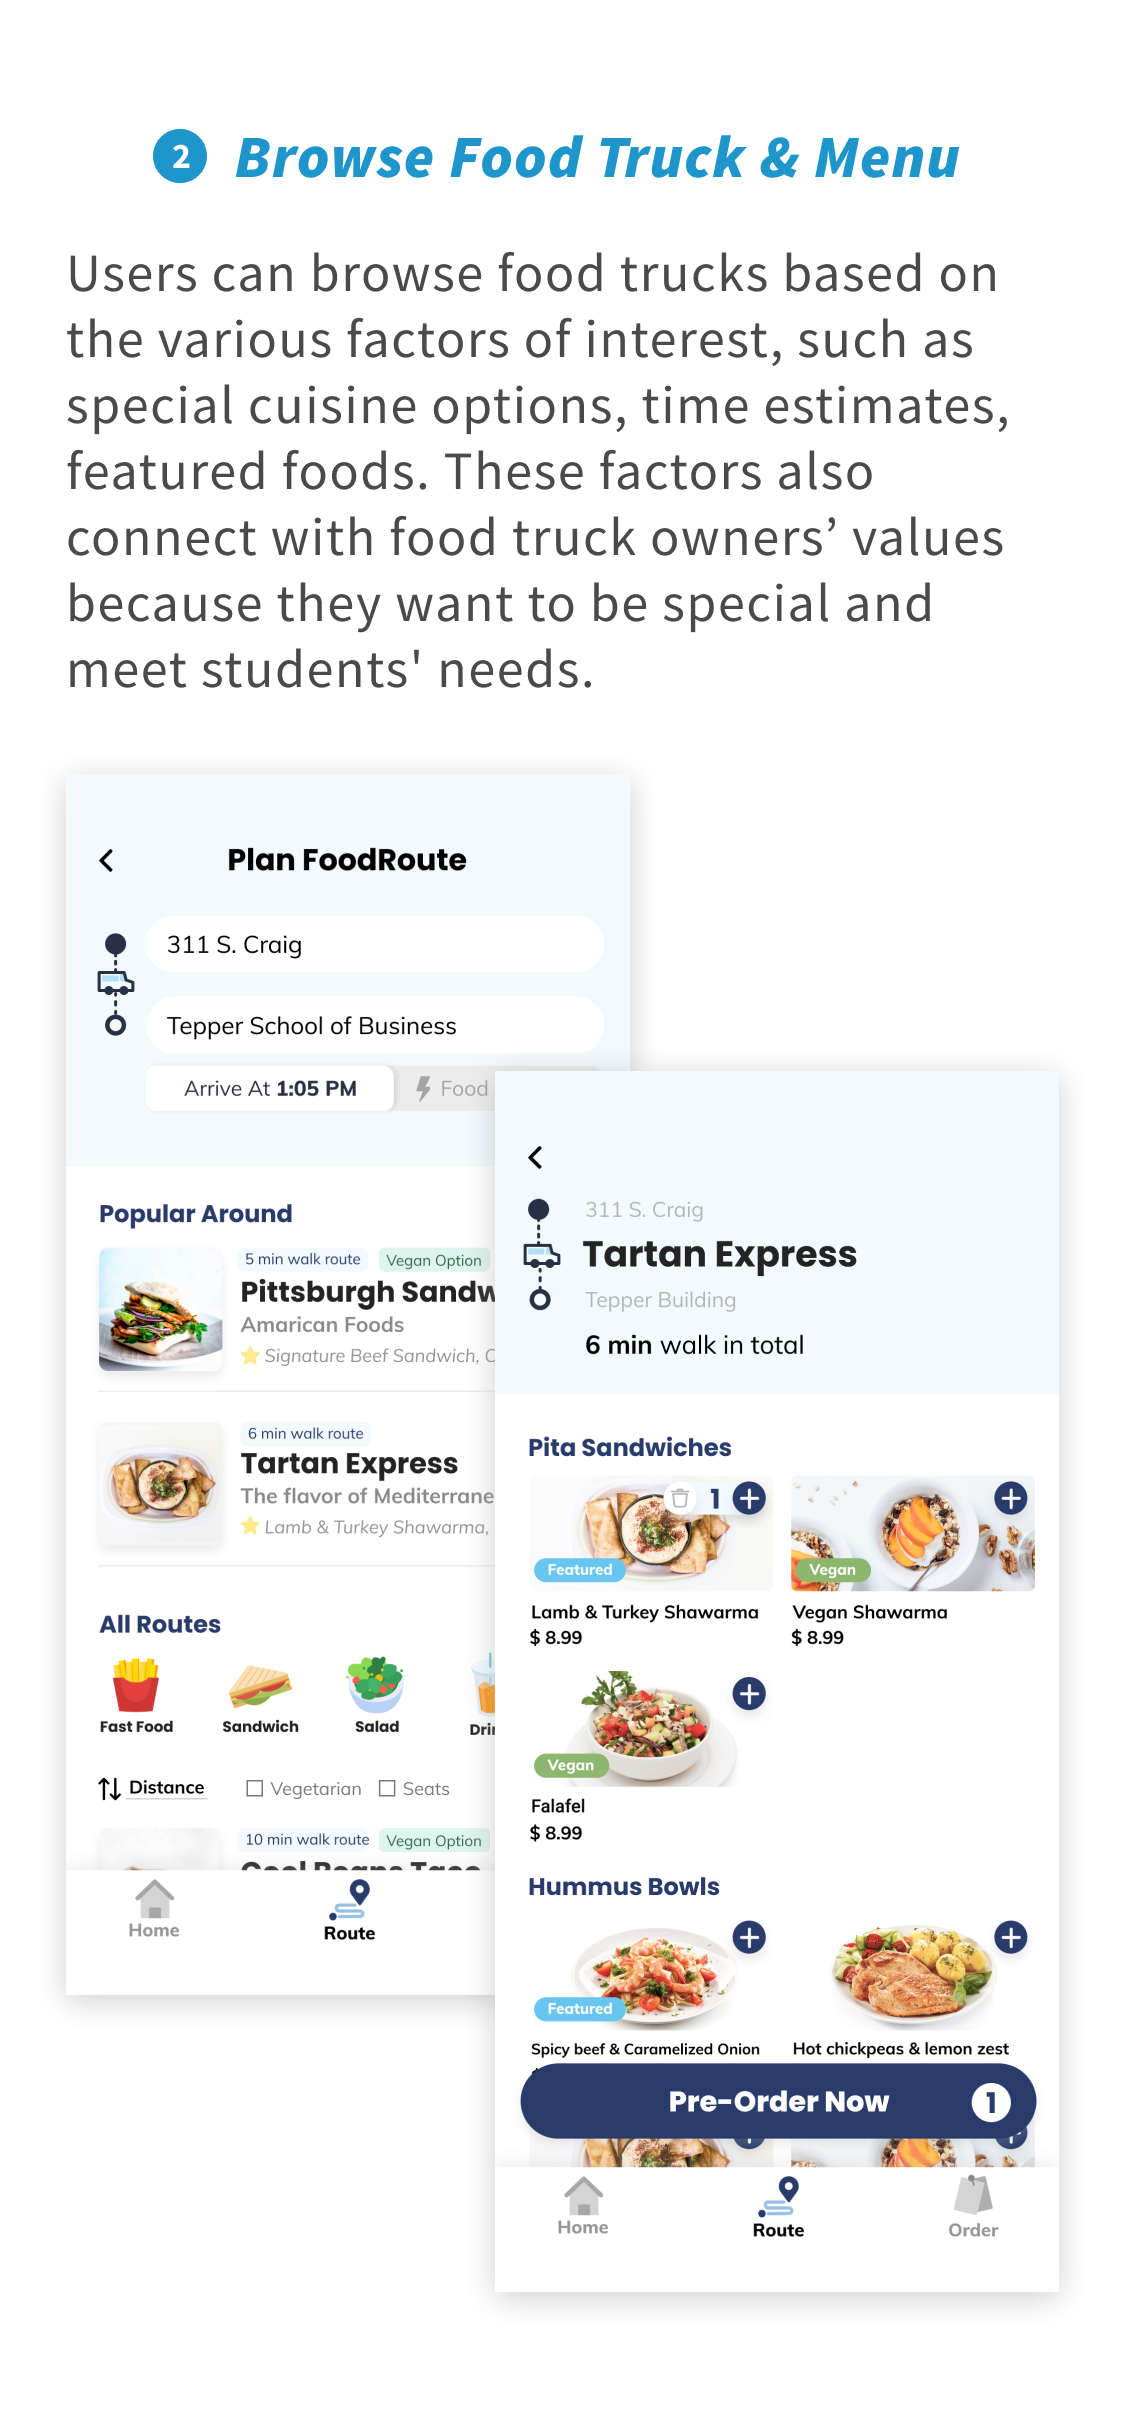 2 Browse Food Truck & Menu
Users can browse food trucks based on
the various factors of interest, such as
special cuisine options, time estimates,
featured foods. These factors also
connect with food truck owners’ values
because they want to be special and
meet students' needs.
Plan FoodRoute
311 S. Craig
Tepper School of Business
Arrive At 1:05 PM
Food
Popular Around
5 min walk route
Vegan Option
Pittsburgh Sandw
Amarican Foods
Signature Beef Sandwich, C
6 min walk route
Tartan Express
The flavor of Mediterrane
Lamb & Turkey Shawarma,
All Routes
Fast Food
Sandwich
Salad
Drin
Distance
Vegetarian
Seats
10 min walk route
Vegan Option
Cool Beans Taco
Home
Route
311 S. Craig
Tartan Express
Tepper Building
6 min walk in total
Pita Sandwiches
1
Featured
Vegan
Lamb & Turkey Shawarma
$ 8.99
Vegan Shawarma
$ 8.99
Vegan
Falafel
$ 8.99
Hummus Bowls
Featured
Spicy beef & Caramelized Onion
Hot chickpeas & lemon zest
Pre-Order Now 1
Home
Route
Order